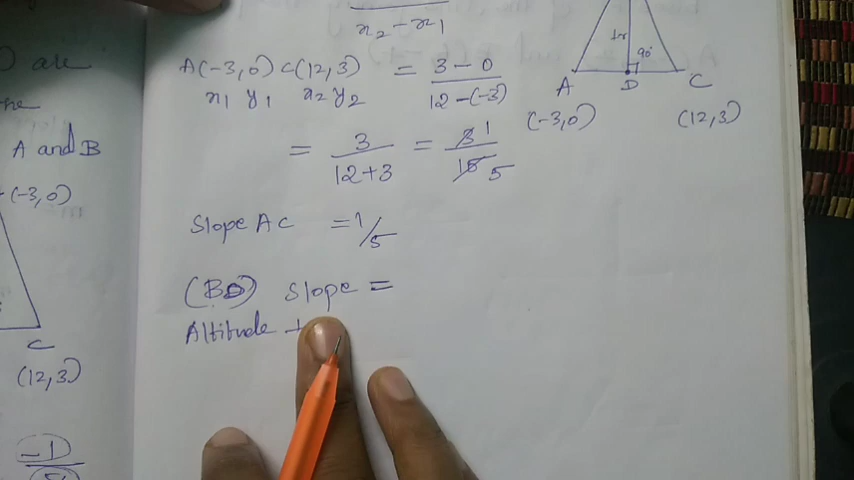 x2 - x1
A(-3,0) C(12,3) = 3-0 / 12-(-3)
x1 y1 x2 y2
= 3 / 12+3 = 3 1 / 15 5
Slope AC = 1/5
(BD) Slope =
Altitude
are
A and B
(-3,0)
C
(12,3)
-1
90°
A D C
(-3,0) (12,3)